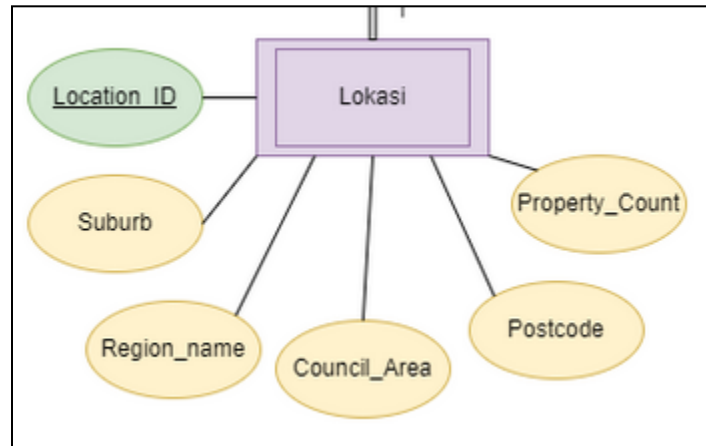 Lokasi
Location_ID
Suburb
Region_name
Council_Area
Postcode
Property_Count